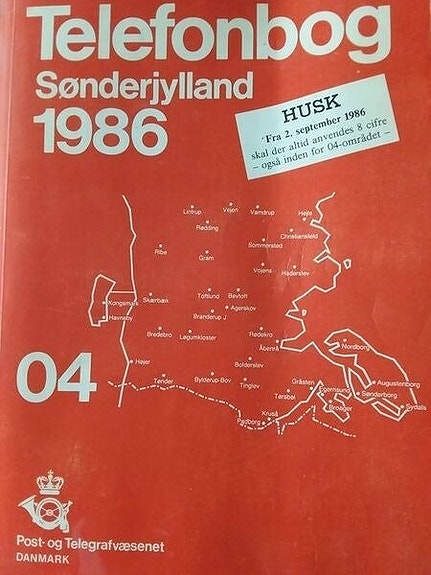 Telefonbog
Sønderjylland
1986
HUSK
Fra 2. september 1986
skal der altid anvendes 8 cifre
– også inden for 04-området –
Lintrup
Vejen
Vamdrup
Hejls
Rødding
Christiansfeld
Ribe
Sommersted
Gram
Vojens
Haderslev
Kongsmark
Skærbæk
Toftlund
Bevtoft
Havneby
Branderup J
Agerskov
Bredebro
Løgumkloster
Rødekro
Åbenrå
Nordborg
Højer
Bolderslev
04
Tønder
Bylderup-Bov
Tinglev
Gråsten
Augustenborg
Tørsbøl
Egernsund
Sønderborg
Broager
Sydals
Kruså
Padborg
Post- og Telegrafvæsenet
DANMARK